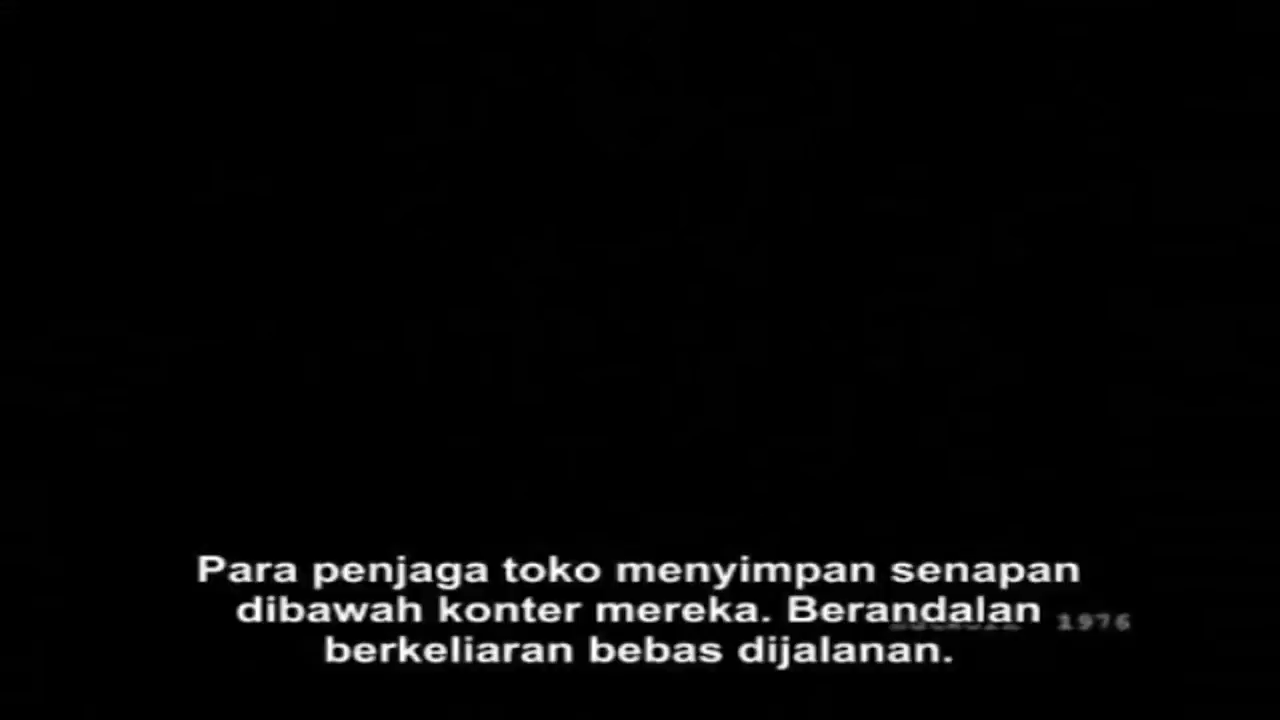 Para penjaga toko menyimpan senapan
dibawah konter mereka. Berandalan
1976
berkeliaran bebas dijalanan.